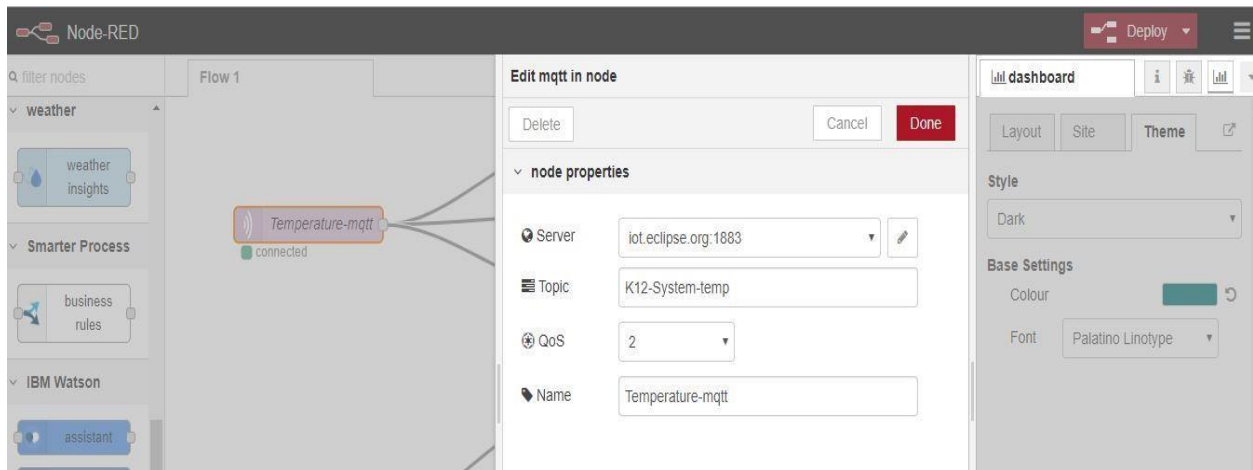 Node-RED
Deploy
filter nodes
weather
weather
insights
Smarter Process
business
rules
IBM Watson
assistant
Flow 1
Temperature-mqtt
connected
Edit mqtt in node
Delete
Cancel
Done
node properties
Server
iot.eclipse.org:1883
Topic
K12-System-temp
QoS
2
Name
Temperature-mqtt
dashboard
i
Layout
Site
Theme
Style
Dark
Base Settings
Colour
Font
Palatino Linotype